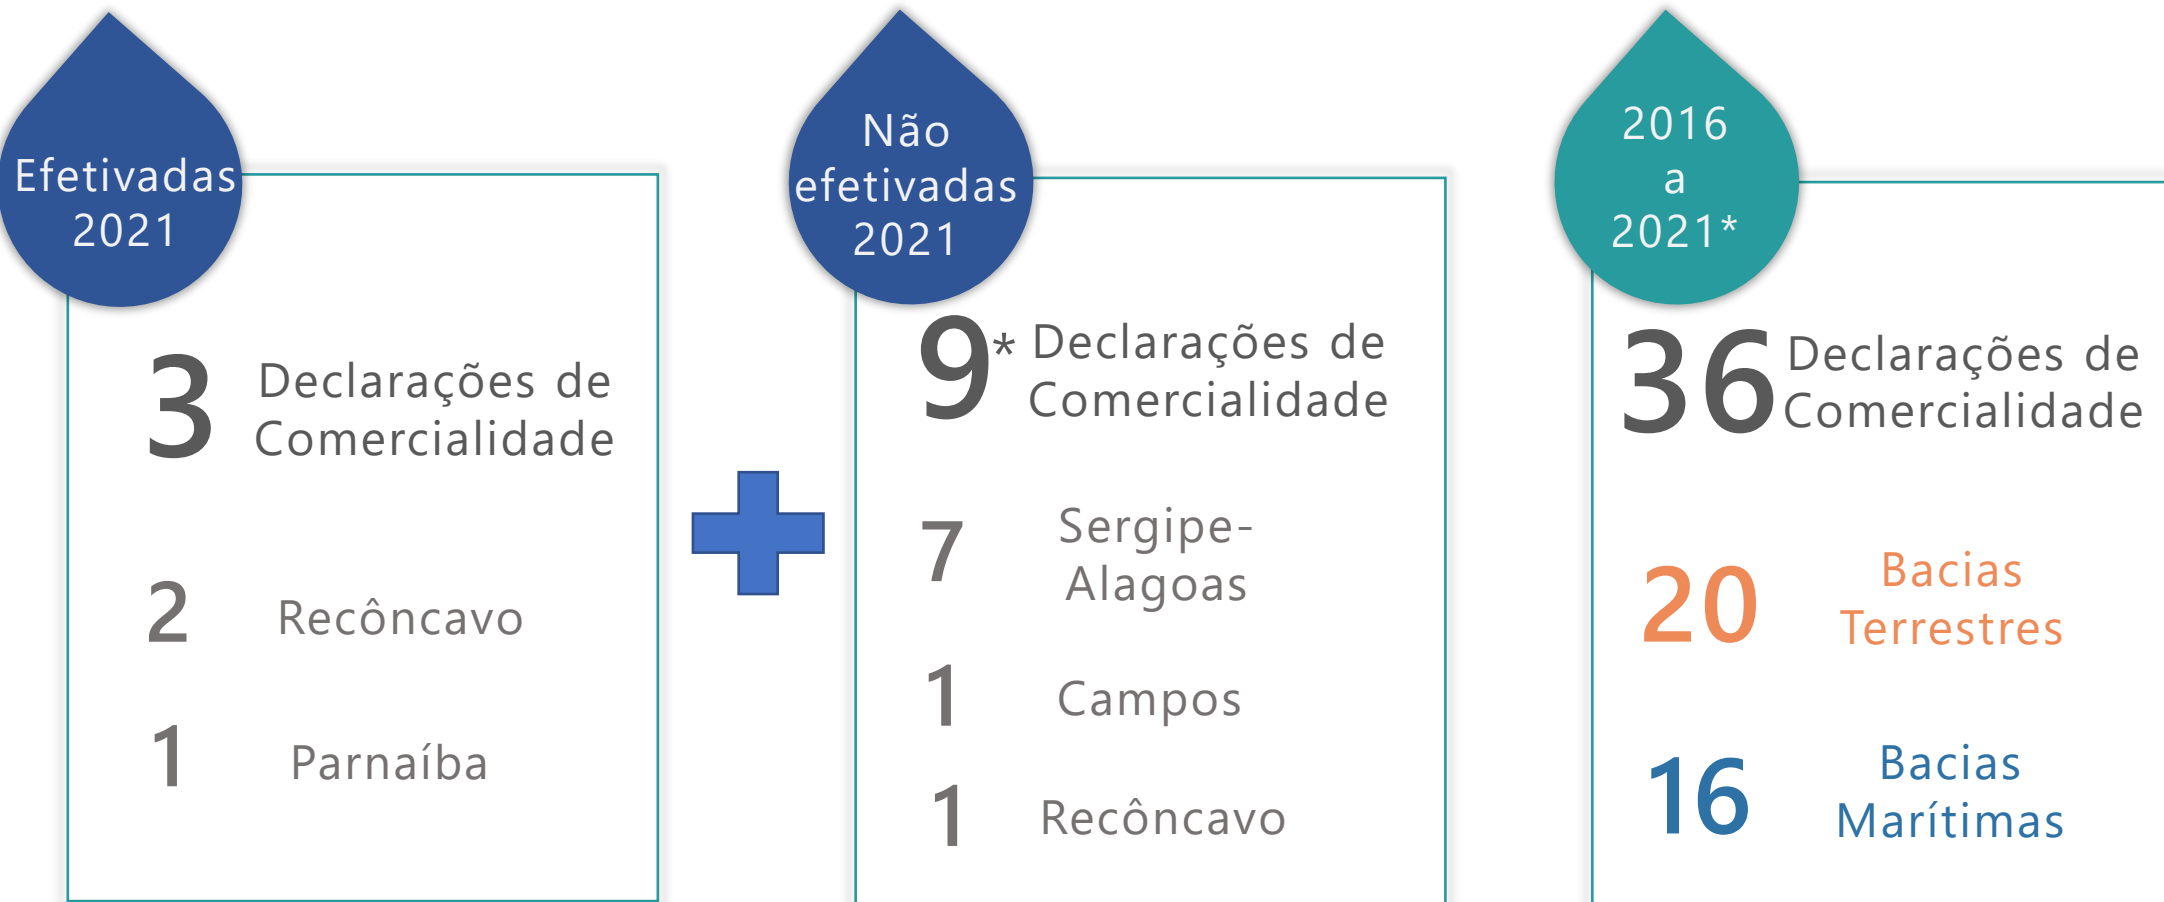 Efetivadas
2021
3 Declarações de
Comercialidade
2 Recôncavo
1 Parnaíba
Não
efetivadas
2021
9* Declarações de
Comercialidade
7 Sergipe-
Alagoas
1 Campos
1 Recôncavo
2016
a
2021*
36 Declarações de
Comercialidade
20 Bacias
Terrestres
16 Bacias
Marítimas